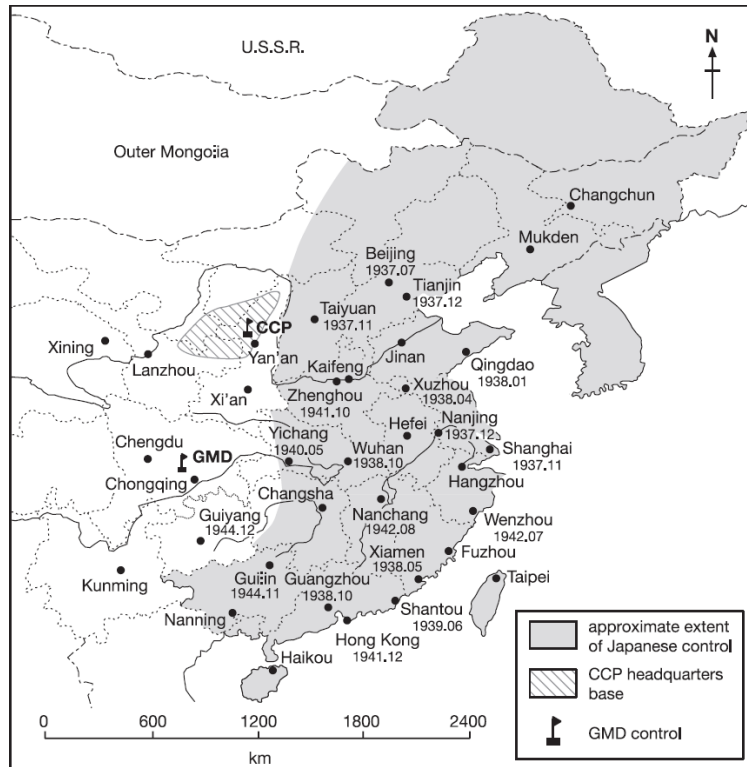 U.S.S.R.
N
Outer Mongolia
Changchun
Mukden
Beijing
1937.07
Tianjin
1937.12
Taiyuan
1937.11
CCP
Yan'an
Xining
Lanzhou
Jinan
Qingdao
1938.01
Kaifeng
Zhenghou
1941.10
Xuzhou
1938.04
Xi'an
Hefei
Nanjing
1937.12
Shanghai
1937.11
Hangzhou
Chengdu
GMD
Chongqing
Yichang
1940.05
Wuhan
1938.10
Changsha
Nanchang
1942.08
Wenzhou
1942.07
Guiyang
1944.12
Xiamen
1938.05
Fuzhou
Kunming
Guilin
1944.11
Guangzhou
1938.10
Taipei
Nanning
Shantou
1939.06
Hong Kong
1941.12
Haikou
approximate extent
of Japanese control
CCP headquarters
base
GMD control
0 600 1200 1800 2400
km